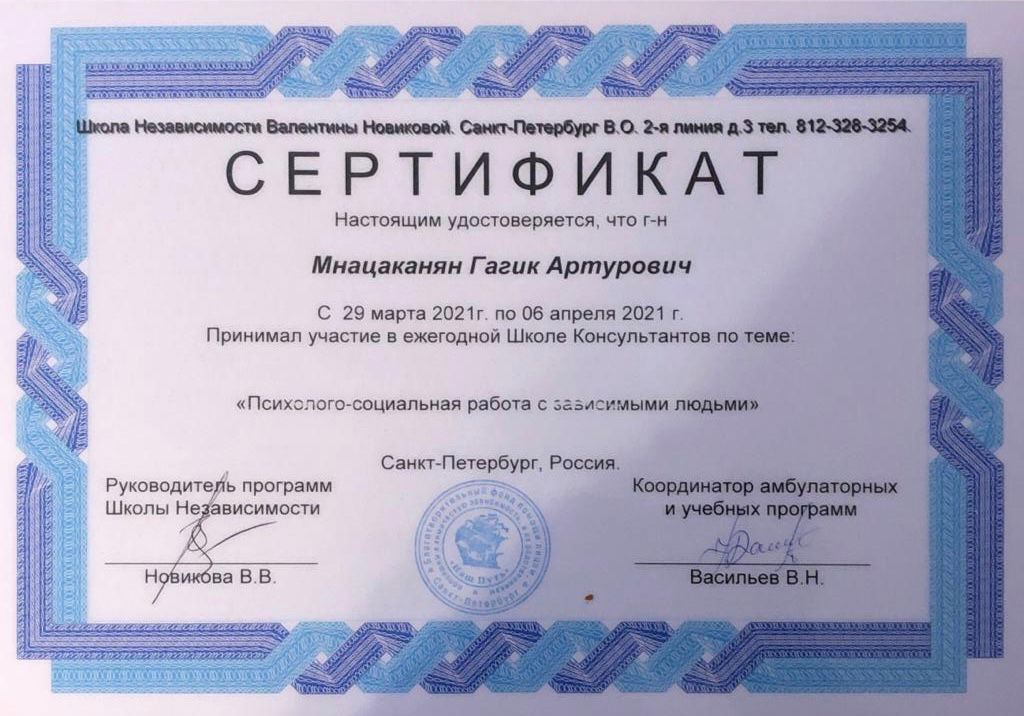 Школа Независимости Валентины Новиковой. Санкт-Петербург В.О. 2-я линия д.3 тел. 812-328-3254.
СЕРТИФИКАТ
Настоящим удостоверяется, что г-н
Мнацаканян Гагик Артурович
С 29 марта 2021г. по 06 апреля 2021 г.
Принимал участие в ежегодной Школе Консультантов по теме:
«Психолого-социальная работа с зависимыми людьми»
Санкт-Петербург, Россия.
Руководитель программ
Школы Независимости
Новикова В.В.
Благотворительный фонд помощи лицам
Санкт-Петербург
«Наш Путь»
Координатор амбулаторных
и учебных программ
Васильев В.Н.